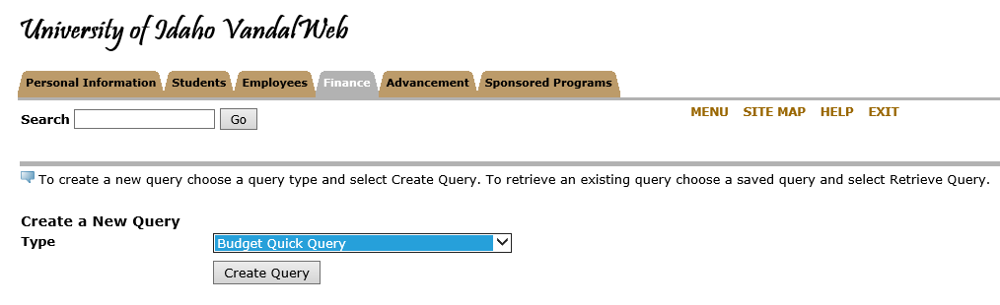 University of Idaho VandalWeb
Personal Information Students Employees Finance Advancement Sponsored Programs
Search Go MENU SITE MAP HELP EXIT
To create a new query choose a query type and select Create Query. To retrieve an existing query choose a saved query and select Retrieve Query.
Create a New Query
Type Budget Quick Query
Create Query